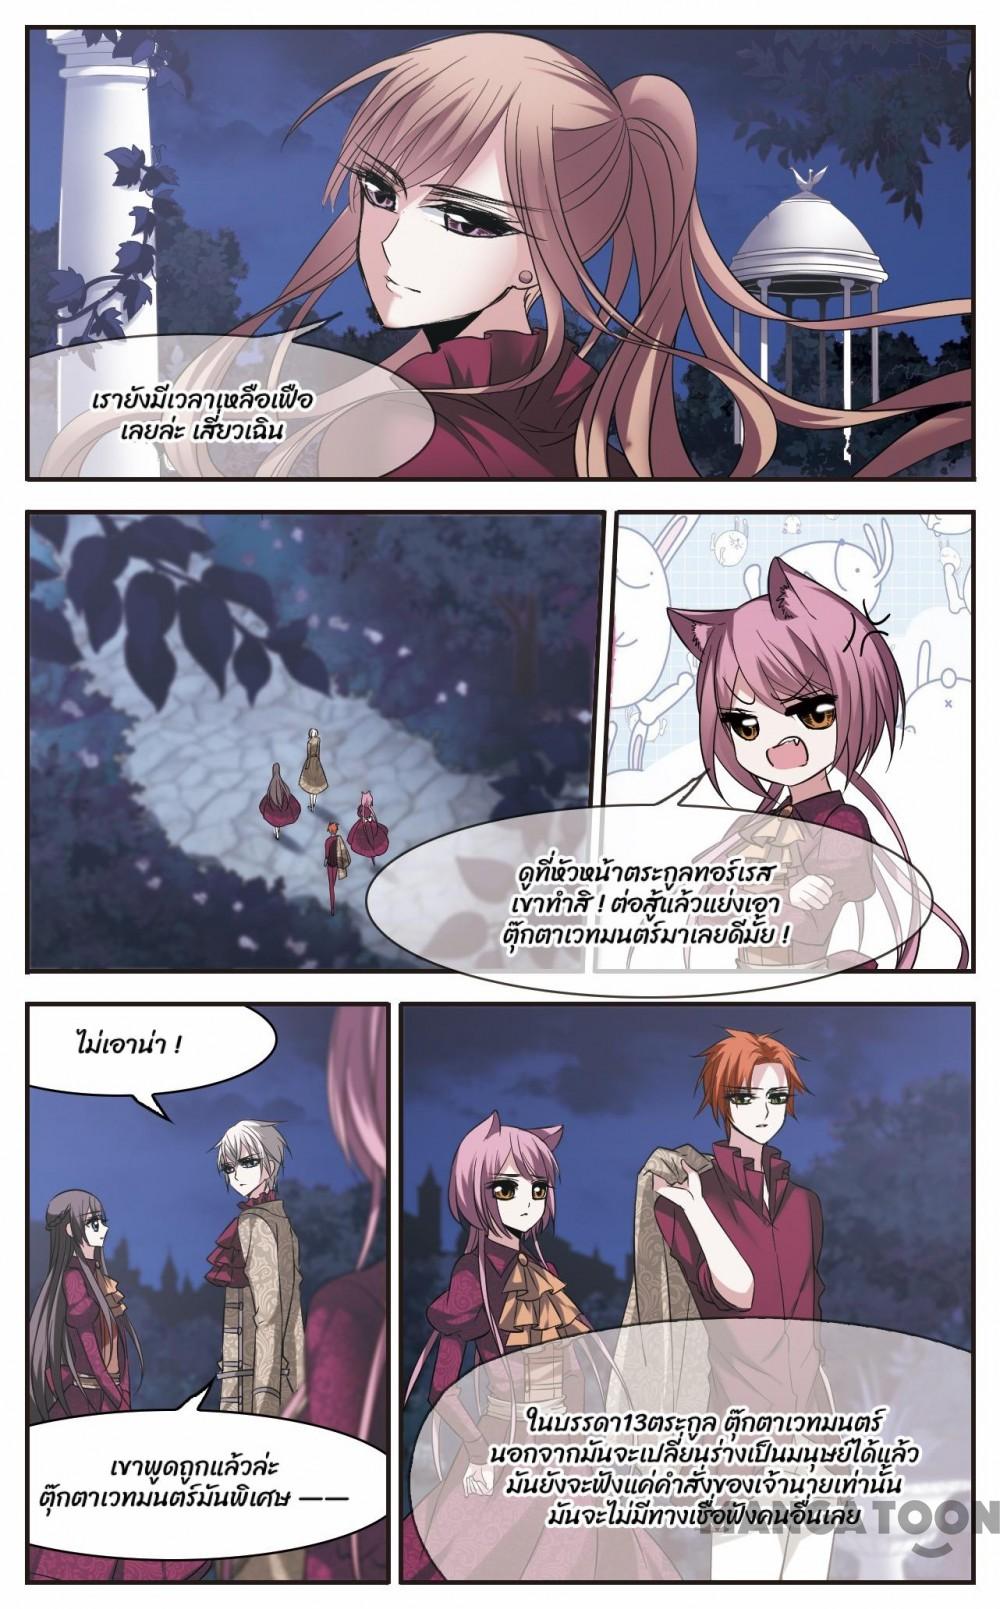 เรายังมีเวลาเหลือเฟือ
เลยล่ะ เสี่ยวเฉิน
ดูที่หัวหน้าตระกูลทอร์เรส
เขาทำสิ ! ต่อสู้แล้วแย่งเอา
ตุ๊กตาเวทมนตร์มาเลยดีมั้ย !
ไม่เอาน่า !
เขาพูดถูกแล้วล่ะ
ตุ๊กตาเวทมนตร์มันพิเศษ ——
ในบรรดา13ตระกูล ตุ๊กตาเวทมนตร์
นอกจากมันจะเปลี่ยนร่างเป็นมนุษย์ได้แล้ว
มันยังจะฟังแค่คำสั่งของเจ้านายเท่านั้น
มันจะไม่มีทางเชื่อฟังคนอื่นเลย
MANGA TOON